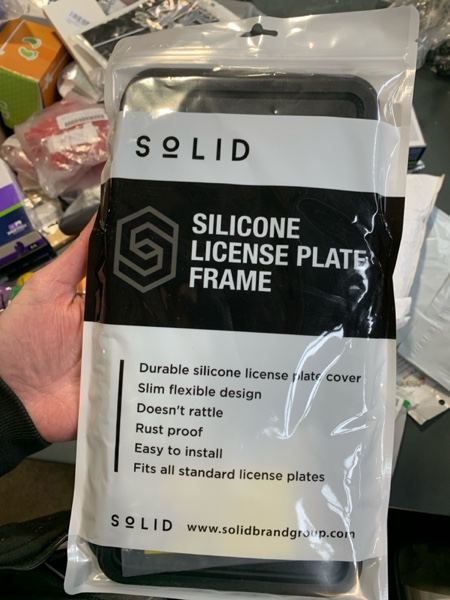 SOLID
SILICONE
LICENSE PLATE
FRAME
Durable silicone license plate cover
Slim flexible design
Doesn't rattle
Rust proof
Easy to install
Fits all standard license plates
SOLID www.solidbrandgroup.com